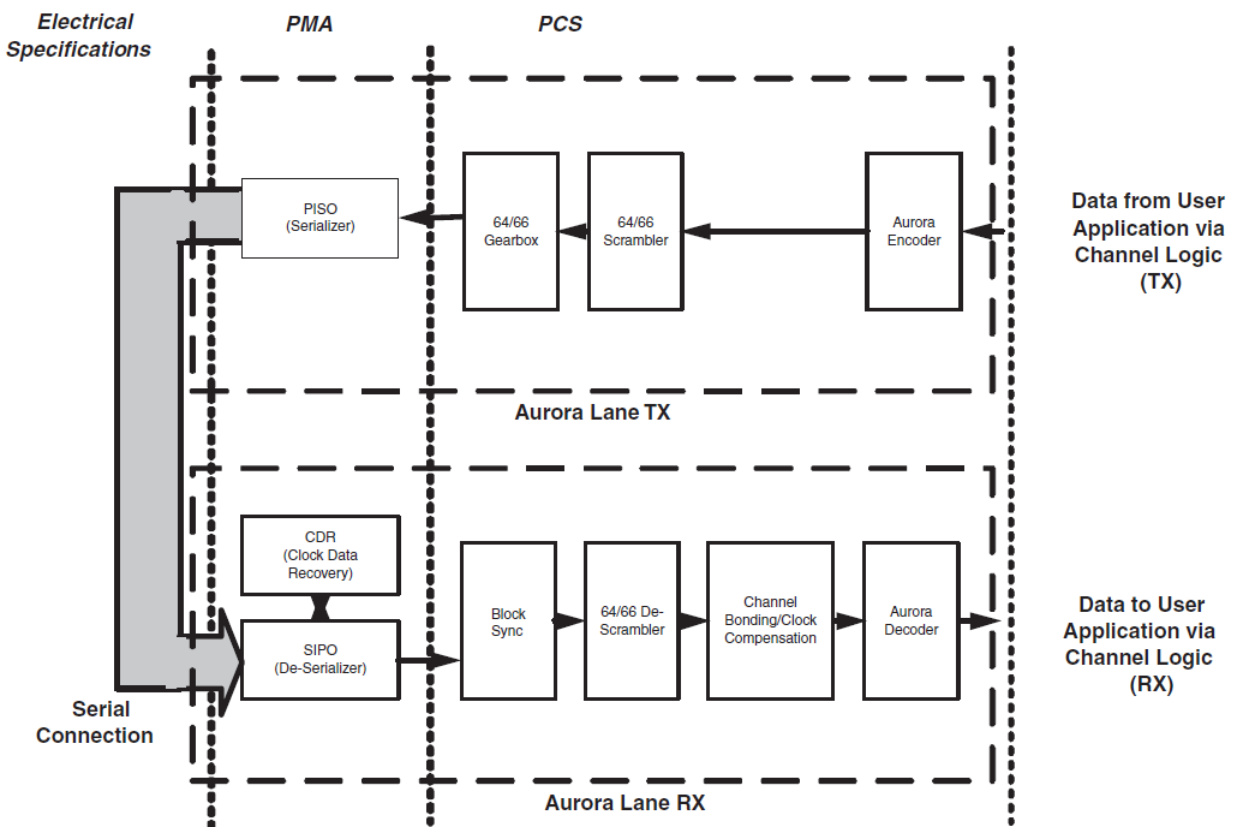 Electrical
Specifications
PMA
PCS
PISO
(Serializer)
64/66
Gearbox
64/66
Scrambler
Aurora
Encoder
Data from User
Application via
Channel Logic
(TX)
Aurora Lane TX
CDR
(Clock Data
Recovery)
SIPO
(De-Serializer)
Block
Sync
64/66 De-
Scrambler
Channel
Bonding/Clock
Compensation
Aurora
Decoder
Data to User
Application via
Channel Logic
(RX)
Serial
Connection
Aurora Lane RX